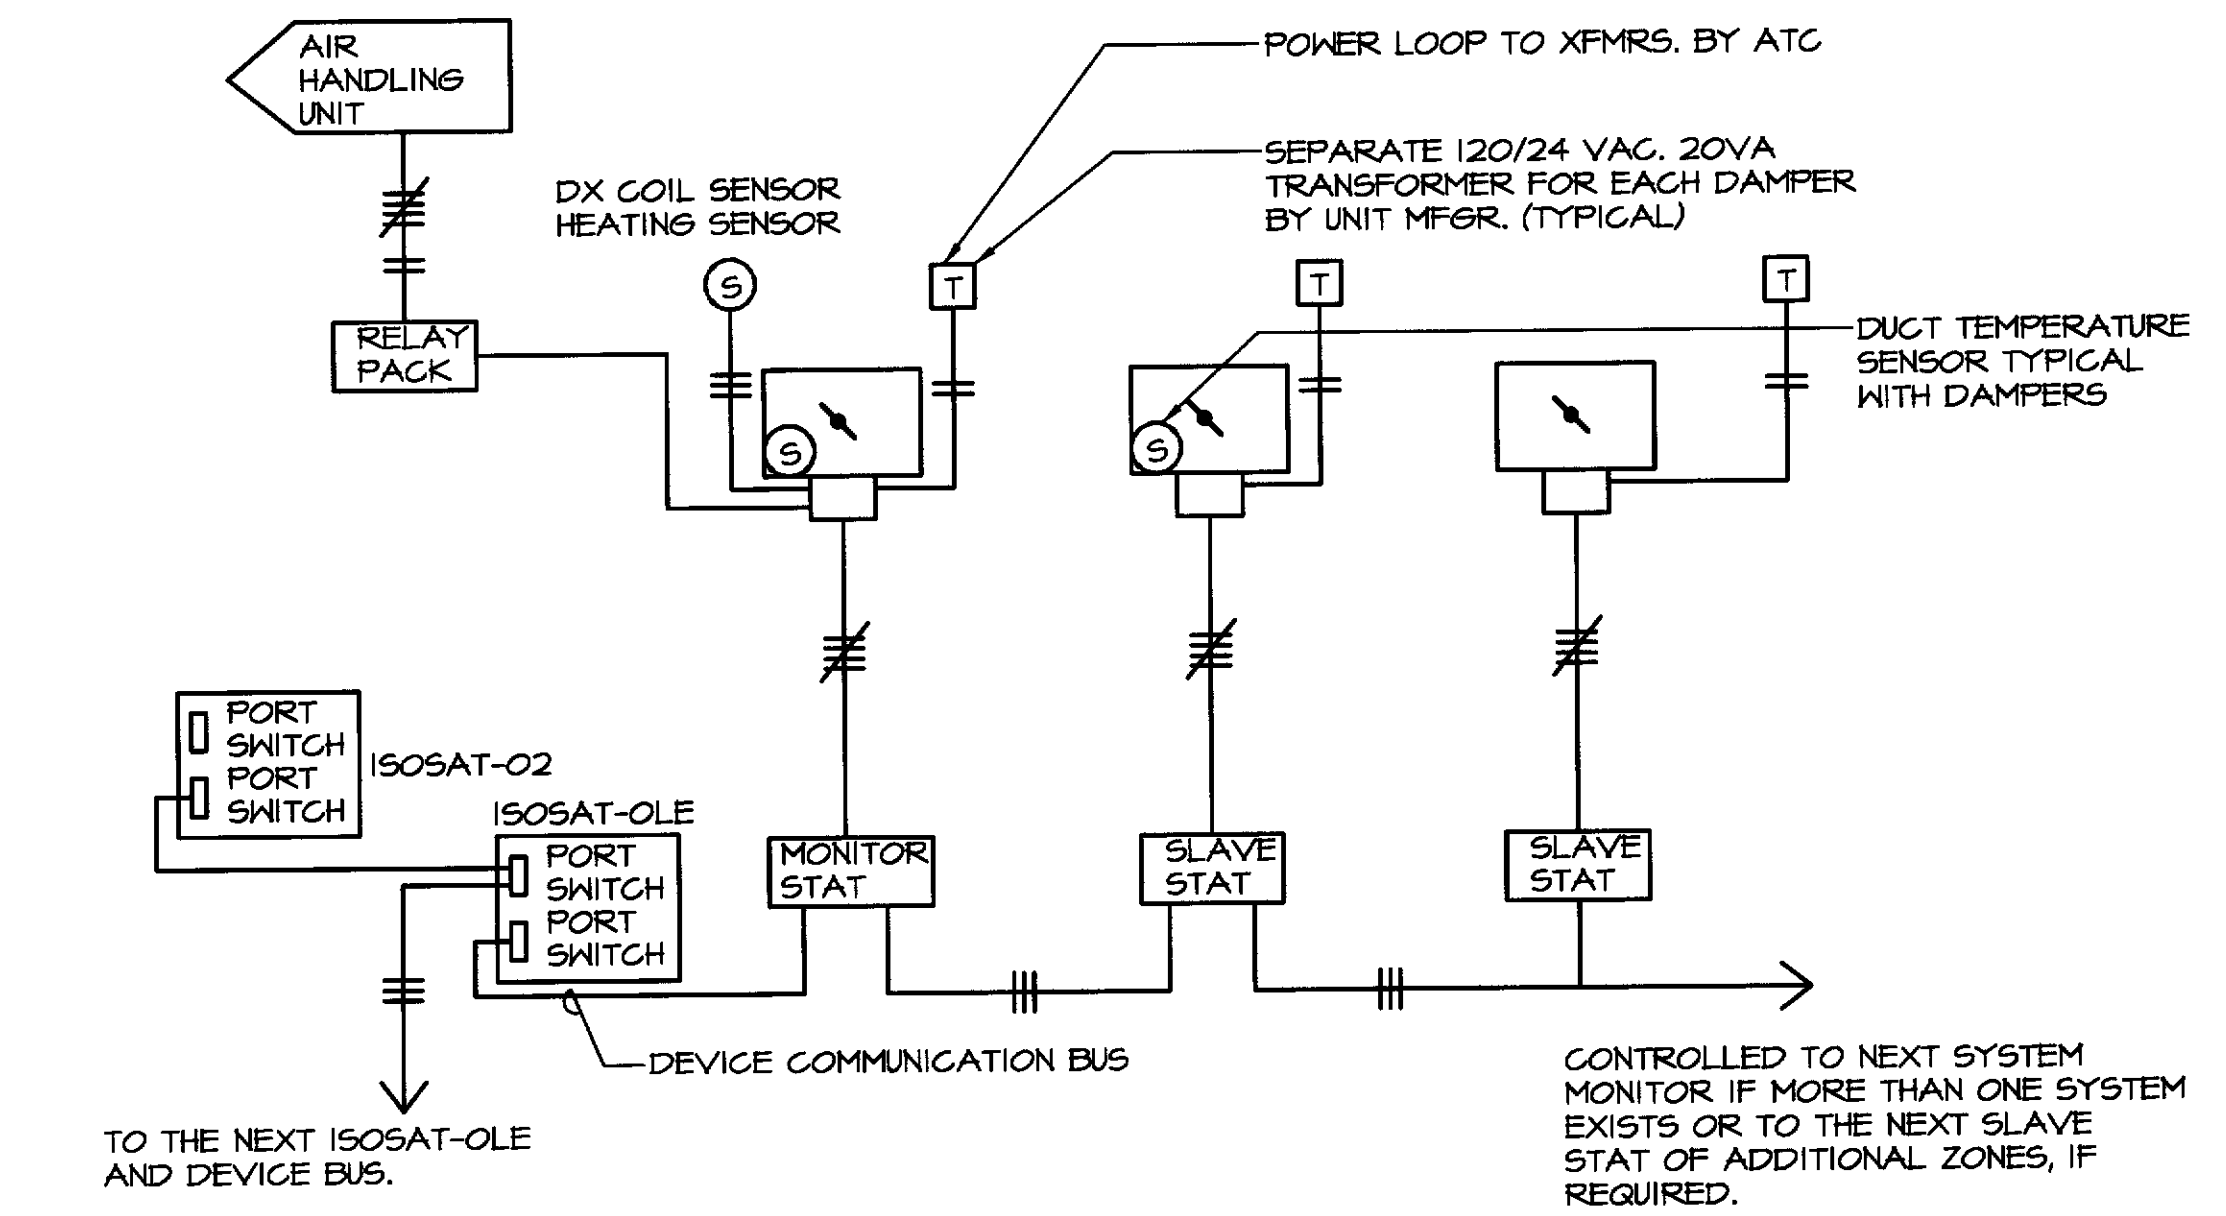 AIR
HANDLING
UNIT
POWER LOOP TO XFMRS. BY ATC
SEPARATE 120/24 VAC. 20VA
TRANSFORMER FOR EACH DAMPER
BY UNIT MFGR. (TYPICAL)
DX COIL SENSOR
HEATING SENSOR
S
T
T
T
RELAY
PACK
DUCT TEMPERATURE
SENSOR TYPICAL
WITH DAMPERS
S
S
PORT
SWITCH
PORT
SWITCH
ISOSAT-02
ISOSAT-OLE
PORT
SWITCH
PORT
SWITCH
MONITOR
STAT
SLAVE
STAT
SLAVE
STAT
DEVICE COMMUNICATION BUS
TO THE NEXT ISOSAT-OLE
AND DEVICE BUS.
CONTROLLED TO NEXT SYSTEM
MONITOR IF MORE THAN ONE SYSTEM
EXISTS OR TO THE NEXT SLAVE
STAT OF ADDITIONAL ZONES, IF
REQUIRED.